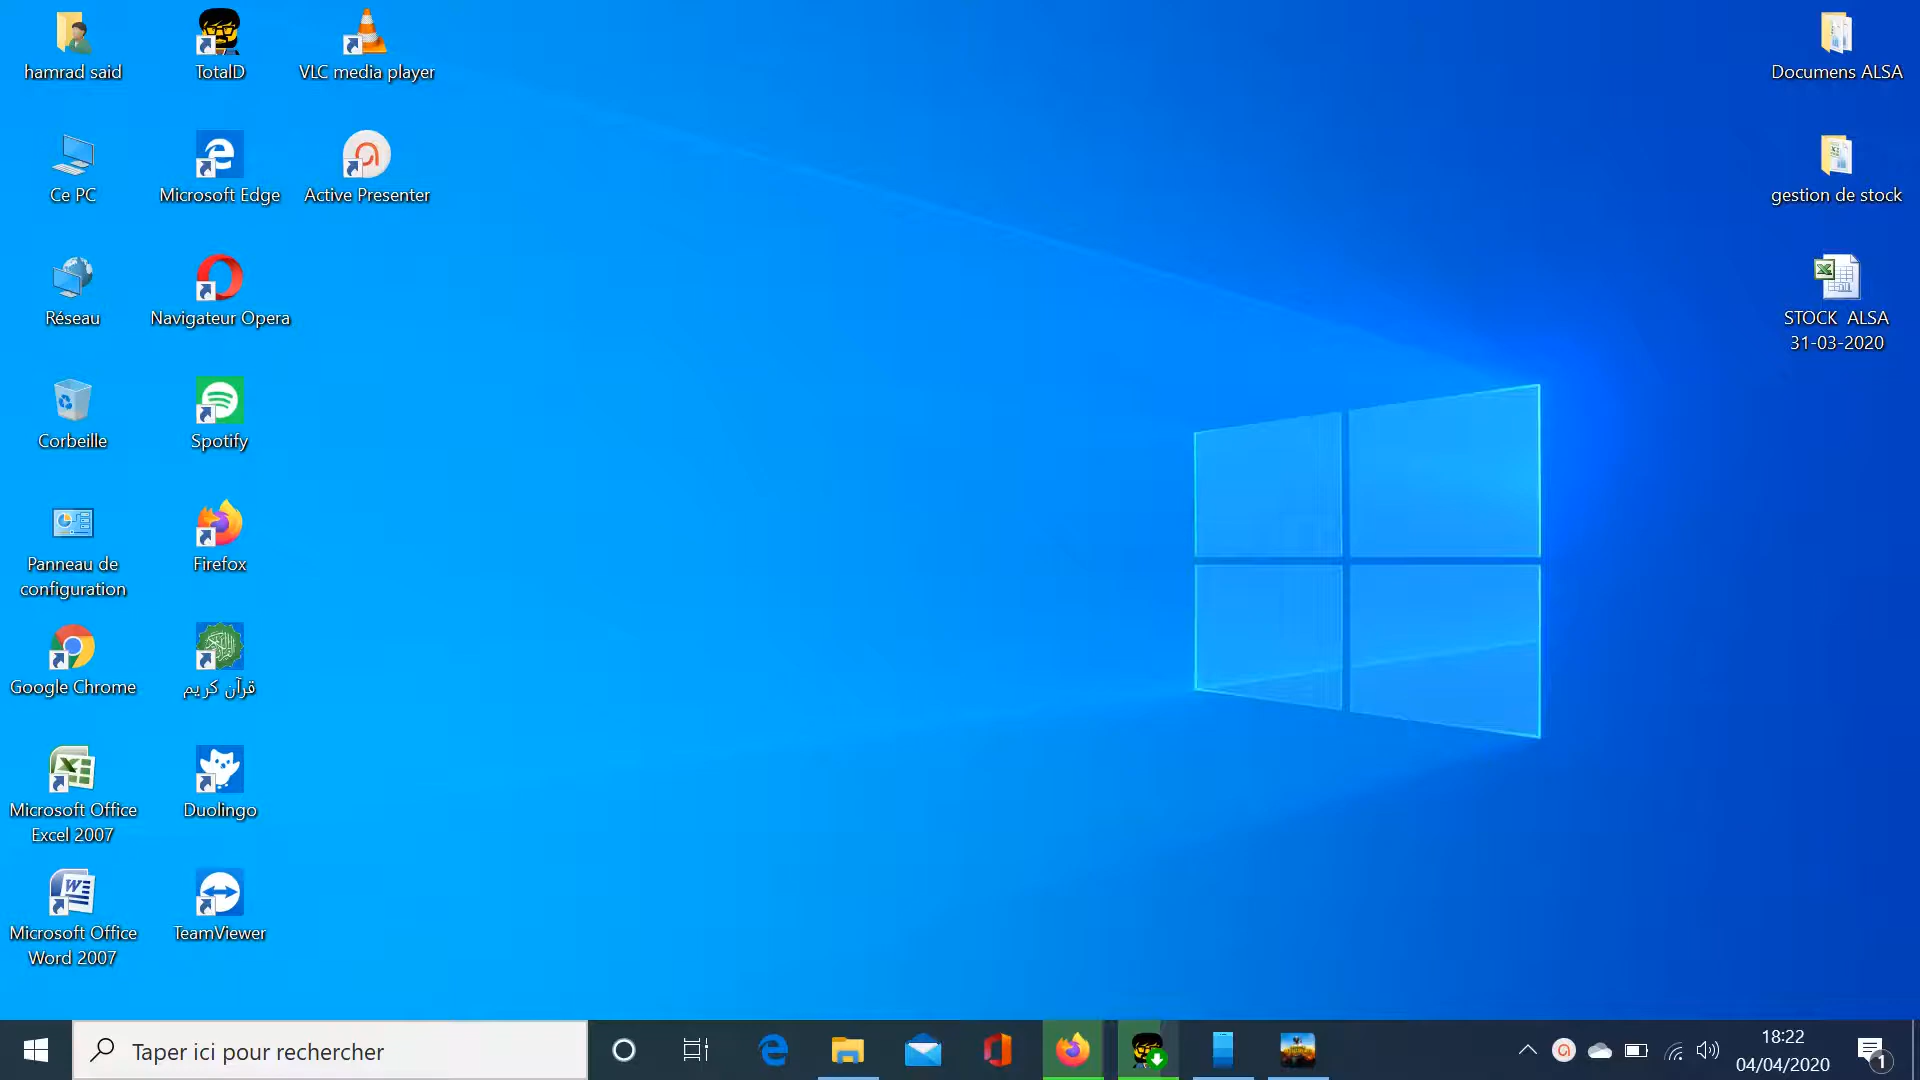 hamrad said
TotalD
VLC media player
Documens ALSA
Ce PC
Microsoft Edge
Active Presenter
gestion de stock
Réseau
Navigateur Opera
STOCK ALSA
31-03-2020
Corbeille
Spotify
Panneau de
configuration
Firefox
Google Chrome
قرآن كريم
Microsoft Office
Excel 2007
Duolingo
Microsoft Office
Word 2007
TeamViewer
Taper ici pour rechercher
18:22
04/04/2020
1